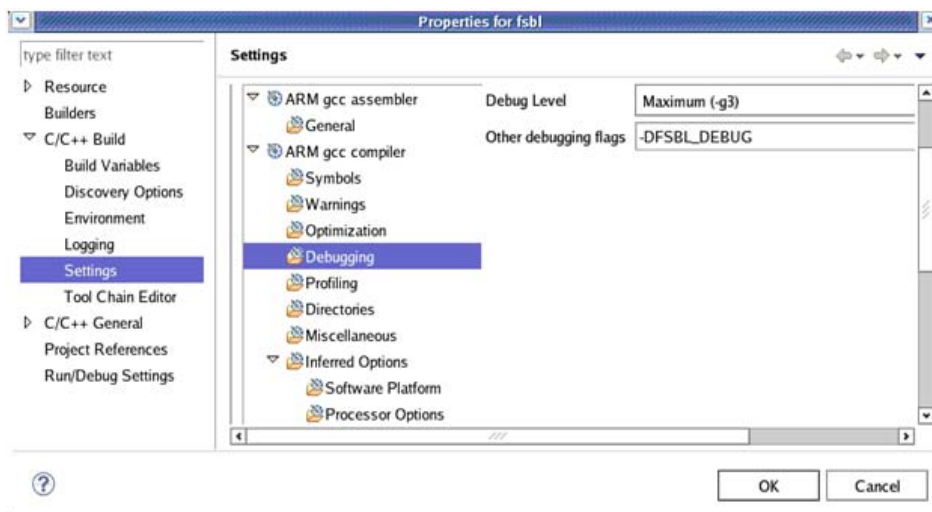 Properties for fsbl
type filter text
Resource
Builders
C/C++ Build
Build Variables
Discovery Options
Environment
Logging
Settings
Tool Chain Editor
C/C++ General
Project References
Run/Debug Settings
Settings
ARM gcc assembler
General
ARM gcc compiler
Symbols
Warnings
Optimization
Debugging
Profiling
Directories
Miscellaneous
Inferred Options
Software Platform
Processor Options
Debug Level
Maximum (-g3)
Other debugging flags
-DFSBL_DEBUG
OK
Cancel